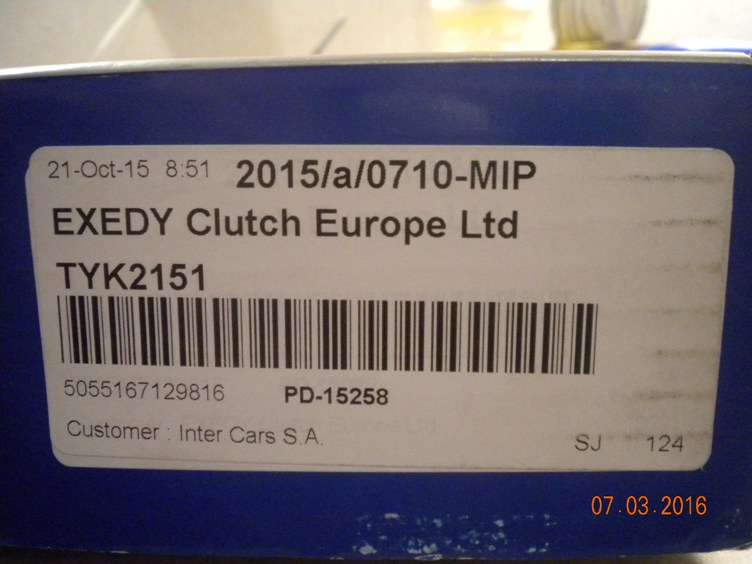 21-Oct-15 8:51 2015/a/0710-MIP
EXEDY Clutch Europe Ltd
TYK2151
5055167129816 PD-15258
Customer : Inter Cars S.A.
SJ 124
07.03.2016